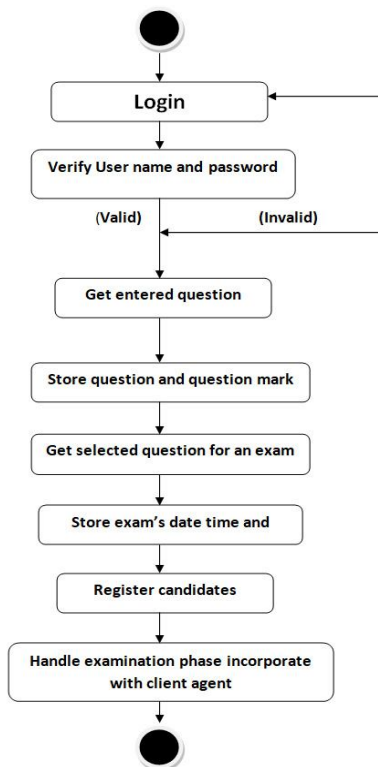 Login
Verify User name and password
(Valid) (Invalid)
Get entered question
Store question and question mark
Get selected question for an exam
Store exam's date time and
Register candidates
Handle examination phase incorporate
with client agent